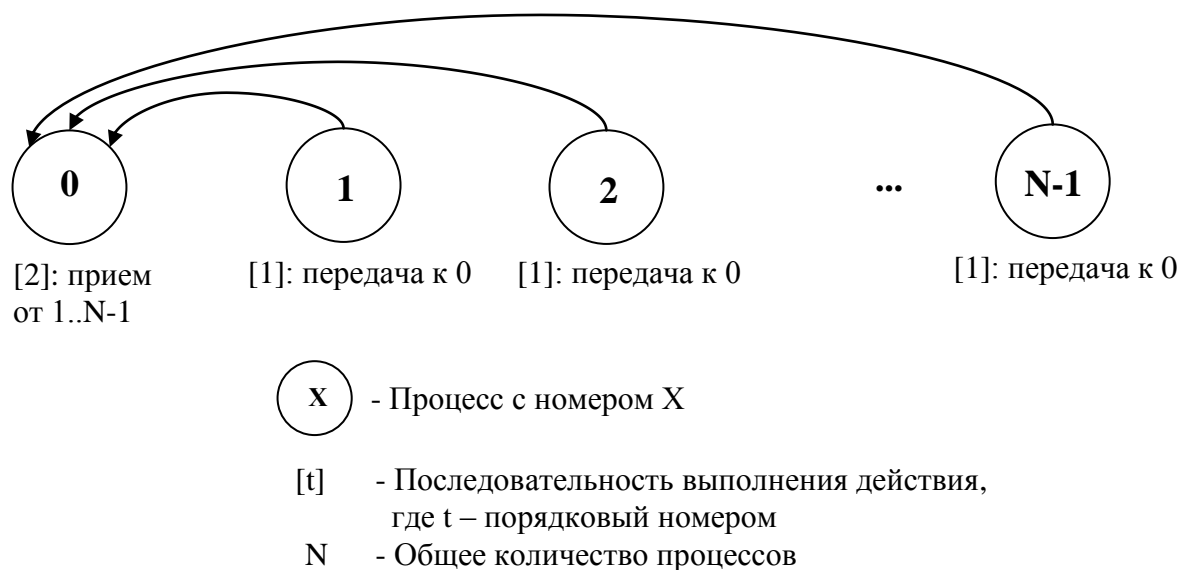 0 1 2 ... N-1
[2]: прием
от 1..N-1
[1]: передача к 0
[1]: передача к 0
[1]: передача к 0
X - Процесс с номером X
[t] - Последовательность выполнения действия,
где t – порядковый номером
N - Общее количество процессов